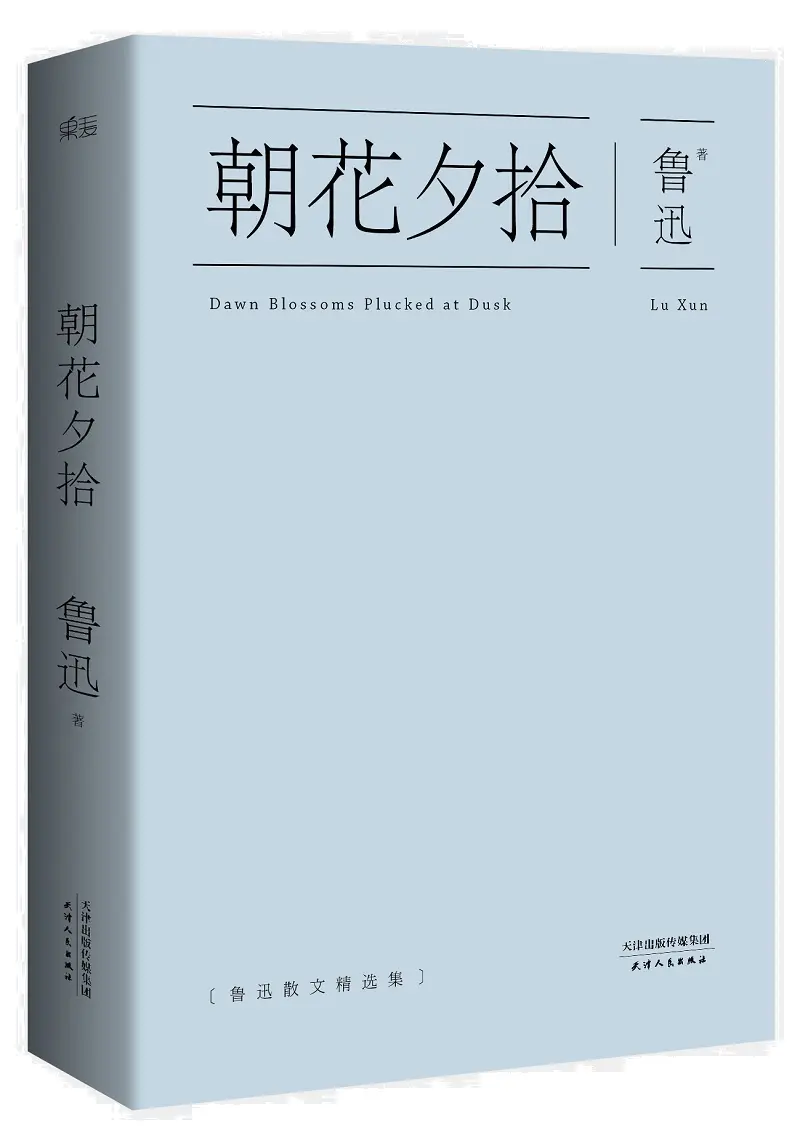 朝花夕拾
鲁迅
著
Dawn Blossoms Plucked at Dusk
Lu Xun
〔鲁迅散文精选集〕
天津出版传媒集团
天津人民出版社
果麦
朝花夕拾
鲁迅
著
天津出版传媒集团
天津人民出版社